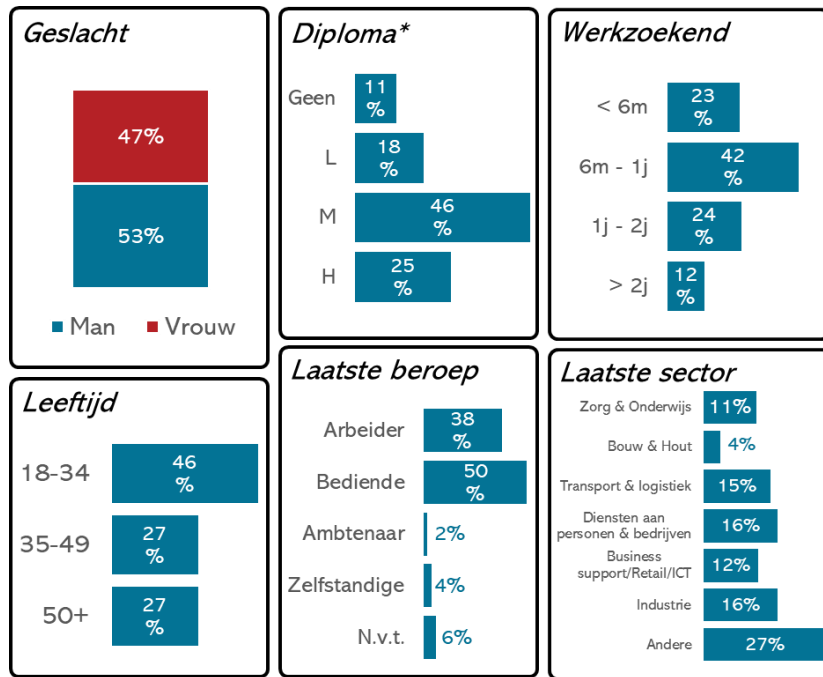 Geslacht
47%
53%
Man
Vrouw
Diploma*
Geen
11
%
L
18
%
M
46
%
H
25
%
Werkzoekend
< 6m
23
%
6m - 1j
42
%
1j - 2j
24
%
> 2j
12
%
Leeftijd
18-34
46
%
35-49
27
%
50+
27
%
Laatste beroep
Arbeider
38
%
Bediende
50
%
Ambtenaar
2%
Zelfstandige
4%
N.v.t.
6%
Laatste sector
Zorg & Onderwijs
11%
Bouw & Hout
4%
Transport & logistiek
15%
Diensten aan
personen & bedrijven
16%
Business
support/Retail/ICT
12%
Industrie
16%
Andere
27%